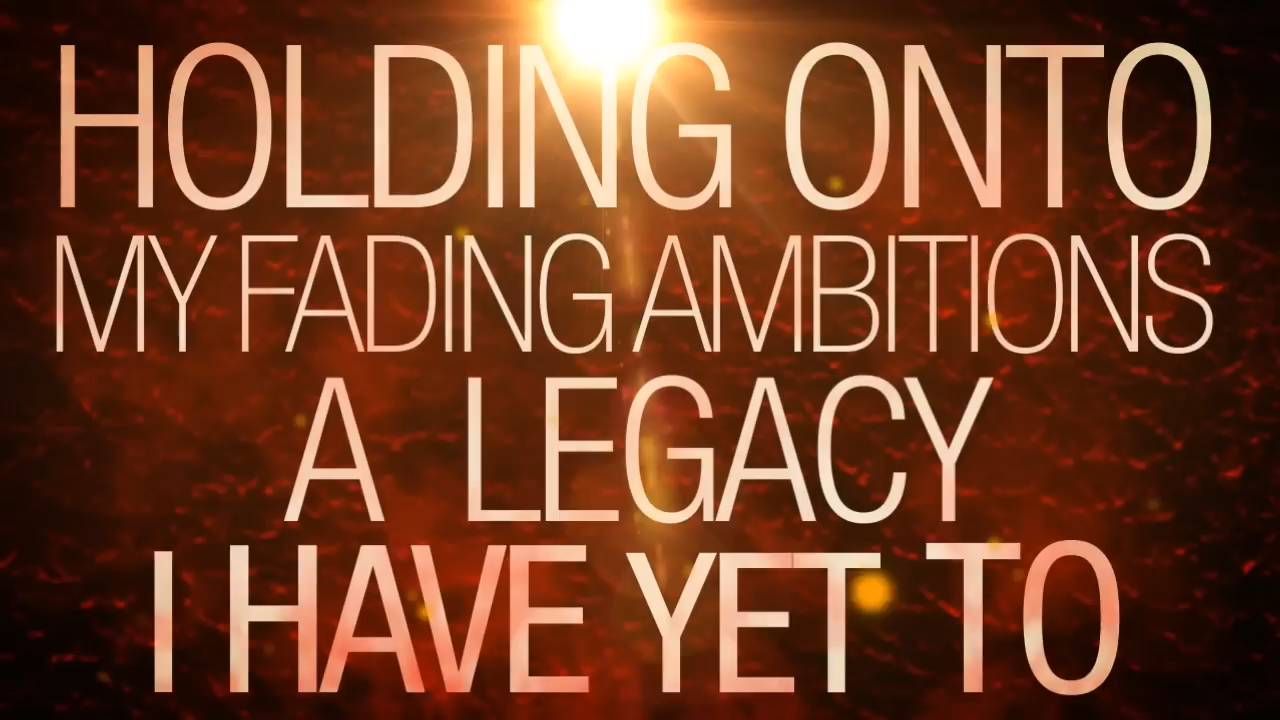 HOLDING ONTO
MY FADING AMBITIONS
A LEGACY
I HAVE YET TO